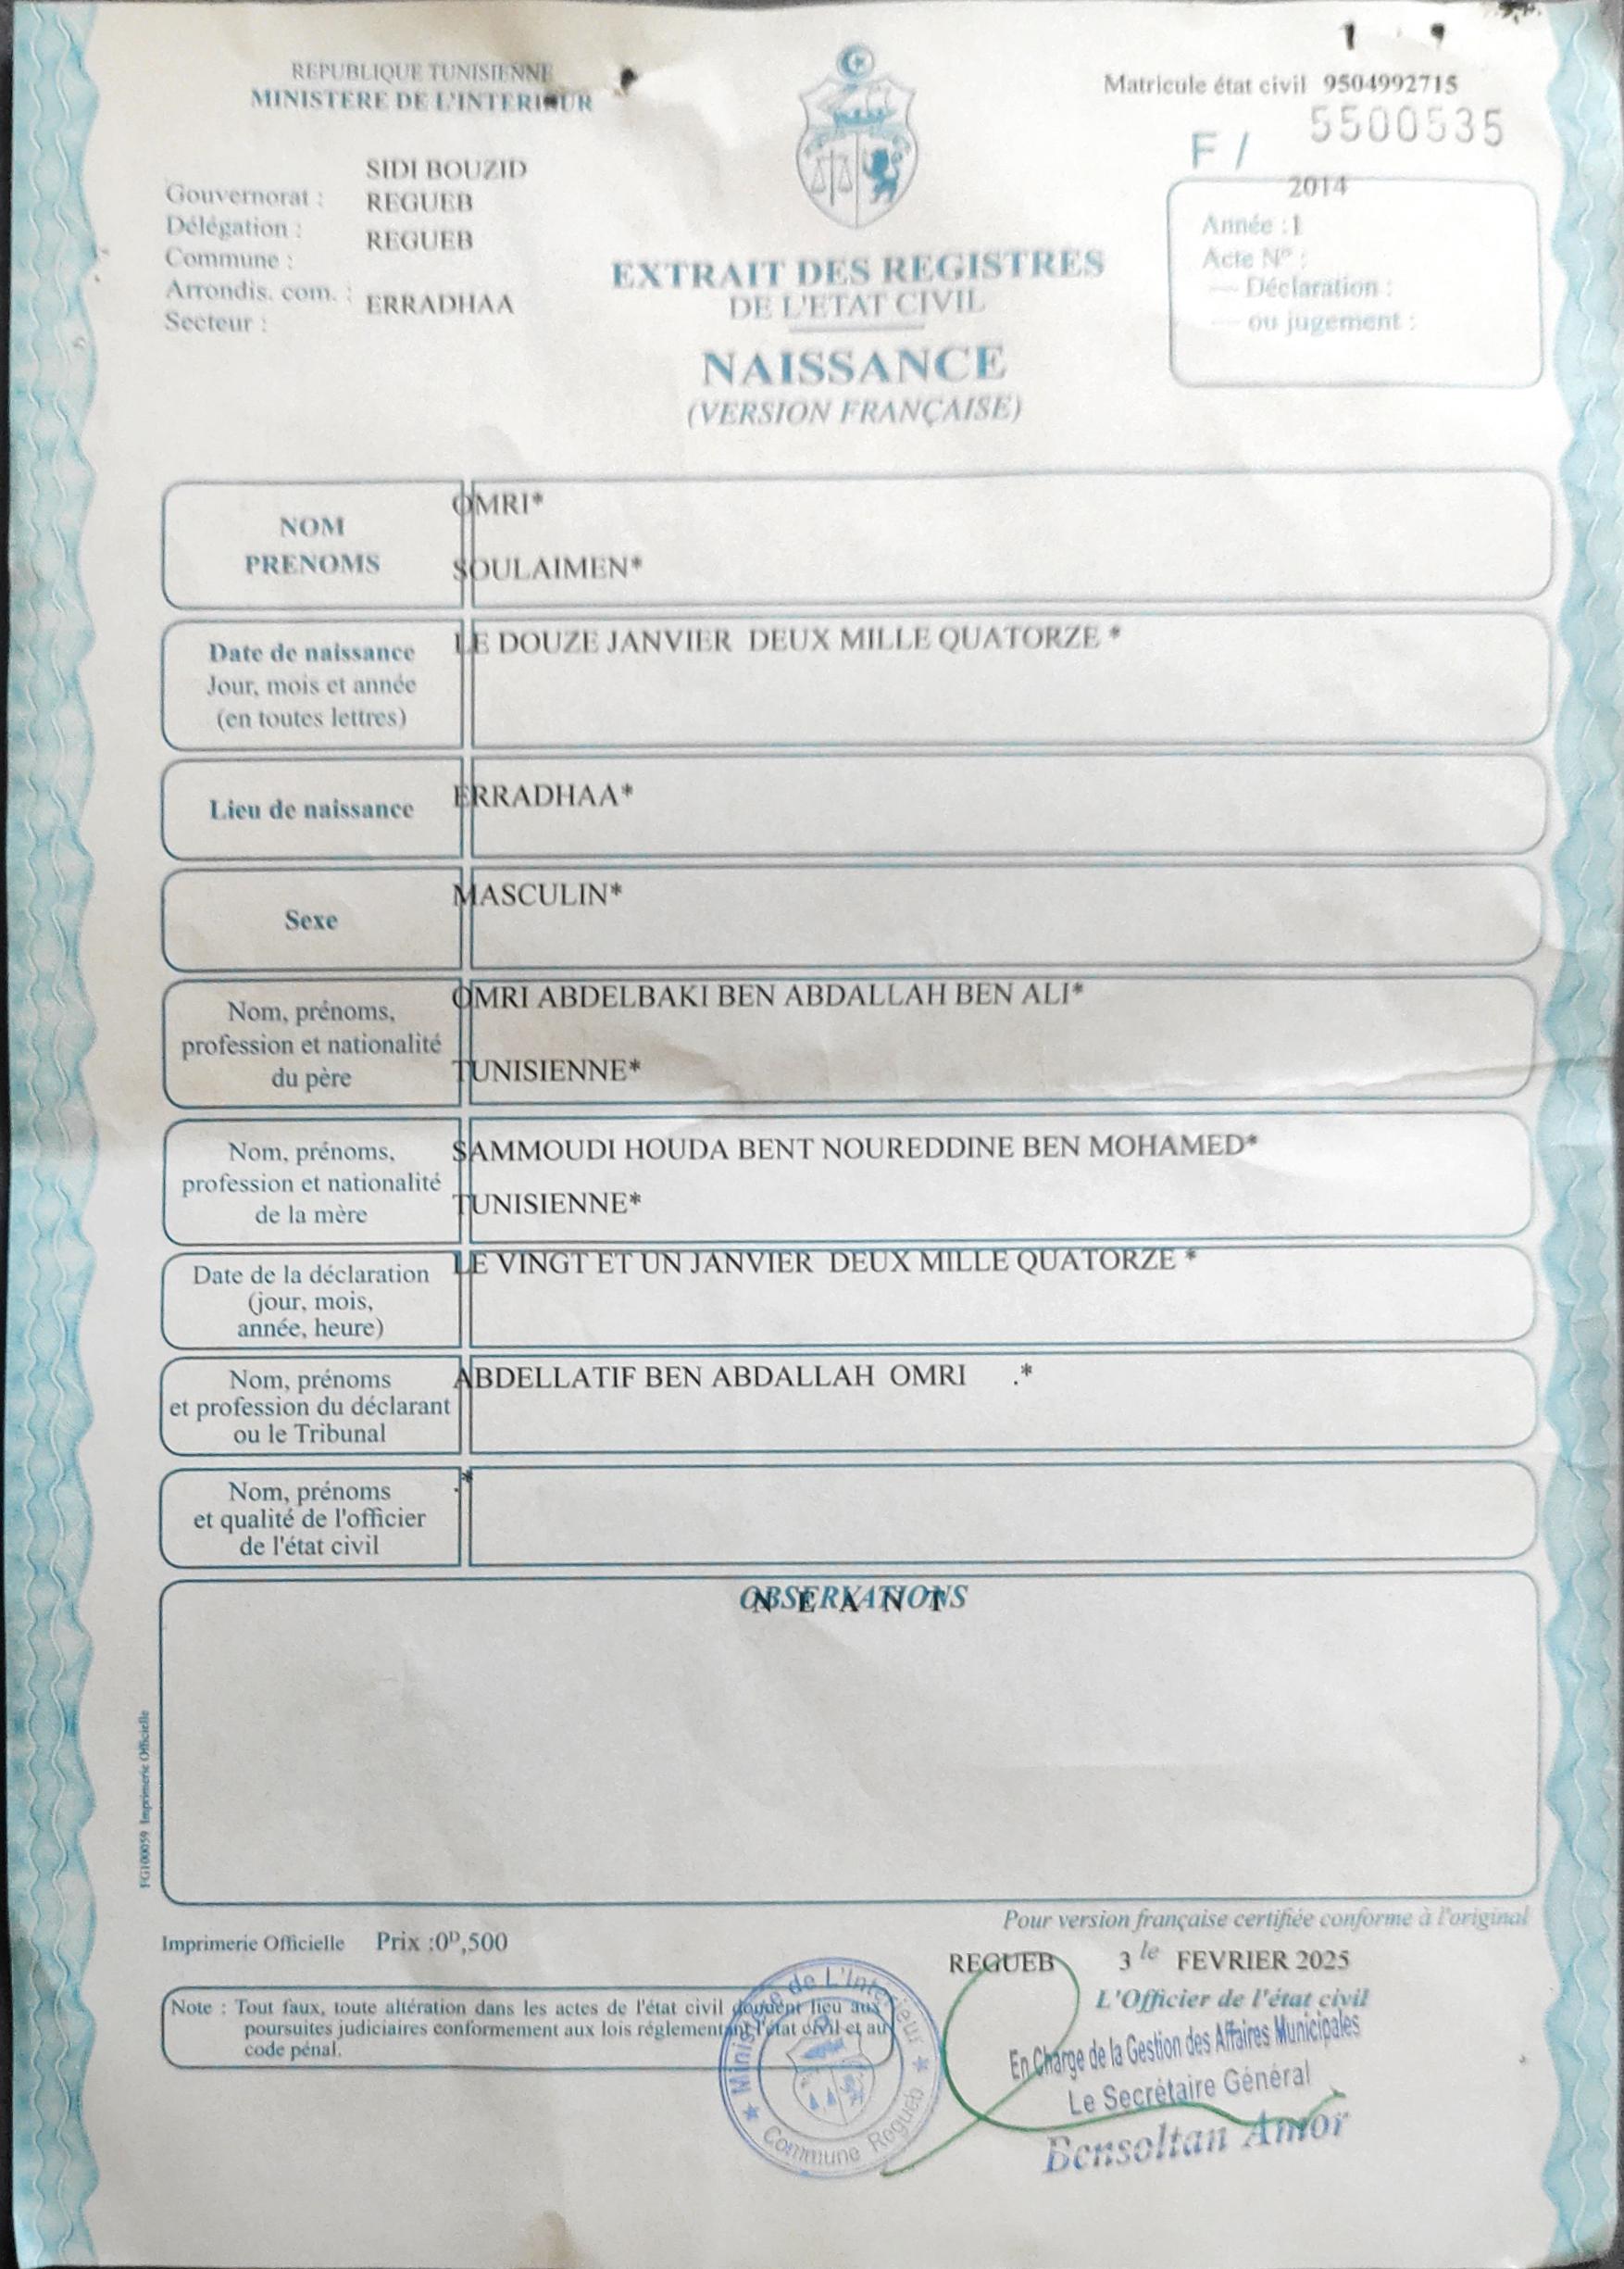 REPUBLIQUE TUNISIENNE
MINISTERE DE L'INTERIEUR
Matricule état civil 9504992715
F / 5500535
SIDI BOUZID
Gouvernorat :
REGUEB
Délégation :
REGUEB
Commune :
Arrondis. com. :
ERRADHAA
Secteur :
2014
Année : 1
Acte N° :
— Déclaration :
— ou jugement :
EXTRAIT DES REGISTRES
DE L'ETAT CIVIL
NAISSANCE
(VERSION FRANÇAISE)
NOM
PRENOMS
OMRI*
SOULAIMEN*
Date de naissance
Jour, mois et année
(en toutes lettres)
LE DOUZE JANVIER DEUX MILLE QUATORZE *
Lieu de naissance
ERRADHAA*
Sexe
MASCULIN*
Nom, prénoms,
profession et nationalité
du père
OMRI ABDELBAKI BEN ABDALLAH BEN ALI*
TUNISIENNE*
Nom, prénoms,
profession et nationalité
de la mère
SAMMOUDI HOUDA BENT NOUREDDINE BEN MOHAMED*
TUNISIENNE*
Date de la déclaration
(jour, mois,
année, heure)
LE VINGT ET UN JANVIER DEUX MILLE QUATORZE *
Nom, prénoms
et profession du déclarant
ou le Tribunal
ABDELLATIF BEN ABDALLAH OMRI .*
Nom, prénoms
et qualité de l'officier
de l'état civil
.*
OBSERVATIONS
N E A N T
FG100059 Imprimerie Officielle
Pour version française certifiée conforme à l'original
Imprimerie Officielle Prix :0D,500
REGUEB 3 le FEVRIER 2025
L'Officier de l'état civil
En Charge de la Gestion des Affaires Municipales
Le Secrétaire Général
Bensoltan Amor
Note : Tout faux, toute altération dans les actes de l'état civil donnent lieu aux
poursuites judiciaires conformement aux lois réglementant l'état civil et au
code pénal.
Ministère de L'Intérieur
Commune Regueb